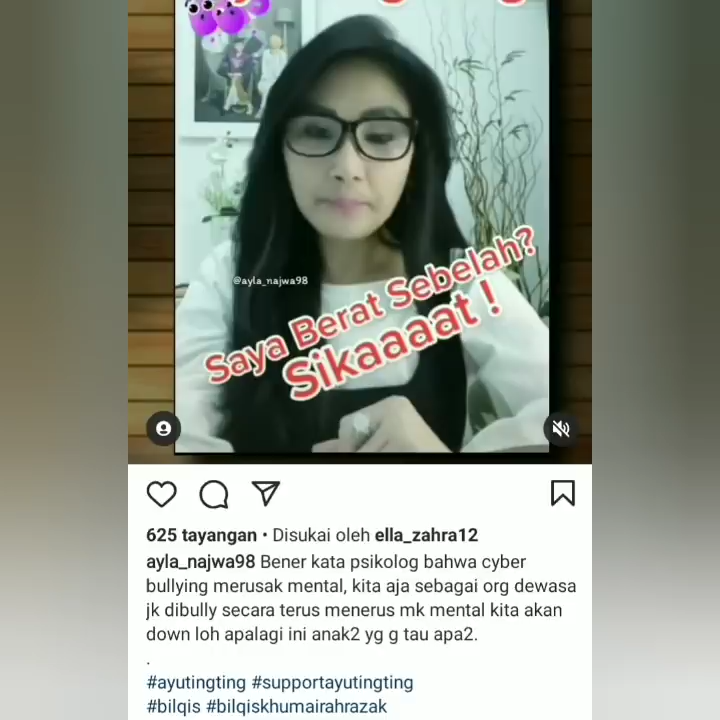 @ayla_najwa98
Saya Berat Sebelah?
Sikaaaaat !
625 tayangan • Disukai oleh ella_zahra12
ayla_najwa98 Bener kata psikolog bahwa cyber
bullying merusak mental, kita aja sebagai org dewasa
jk dibully secara terus menerus mk mental kita akan
down loh apalagi ini anak2 yg g tau apa2.
.
#ayutingting #supportayutingting
#bilqis #bilqiskhumairahrazak